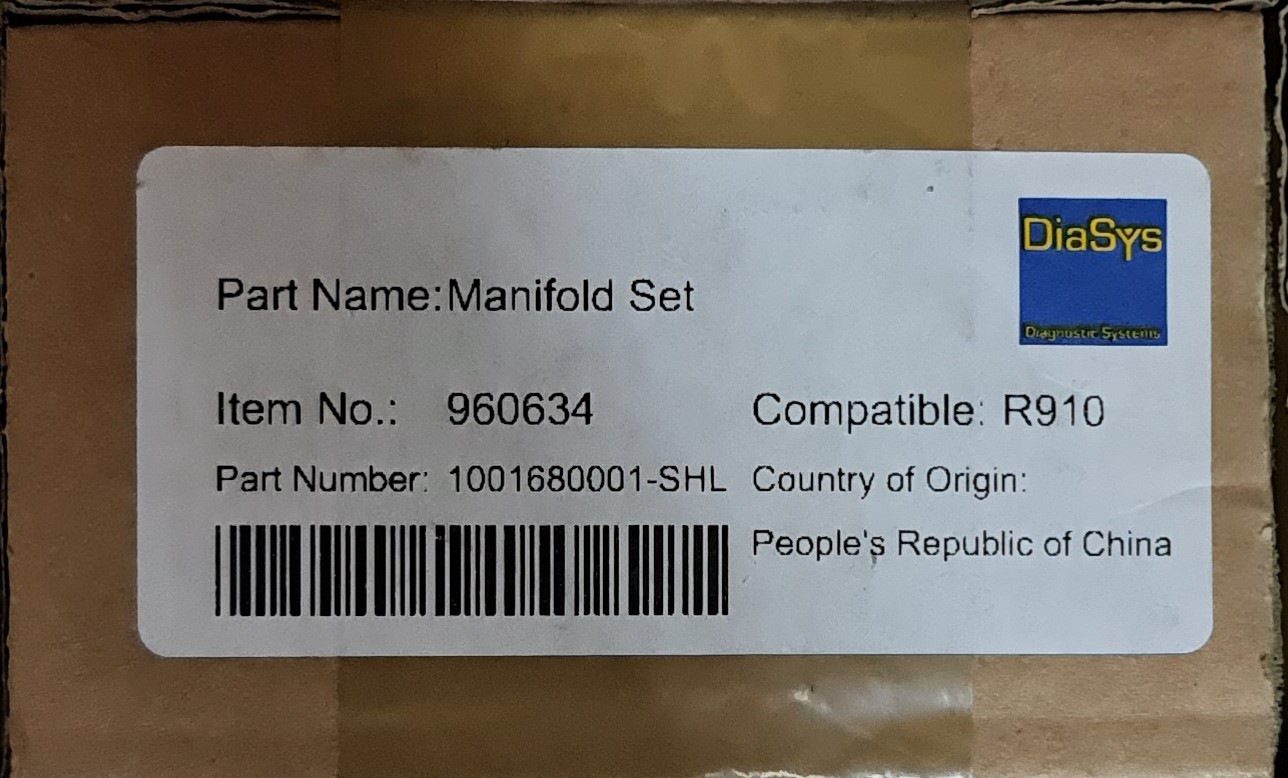 DiaSys
Diagnostic Systems
Part Name:Manifold Set
Item No.: 960634 Compatible: R910
Part Number: 1001680001-SHL Country of Origin:
People's Republic of China